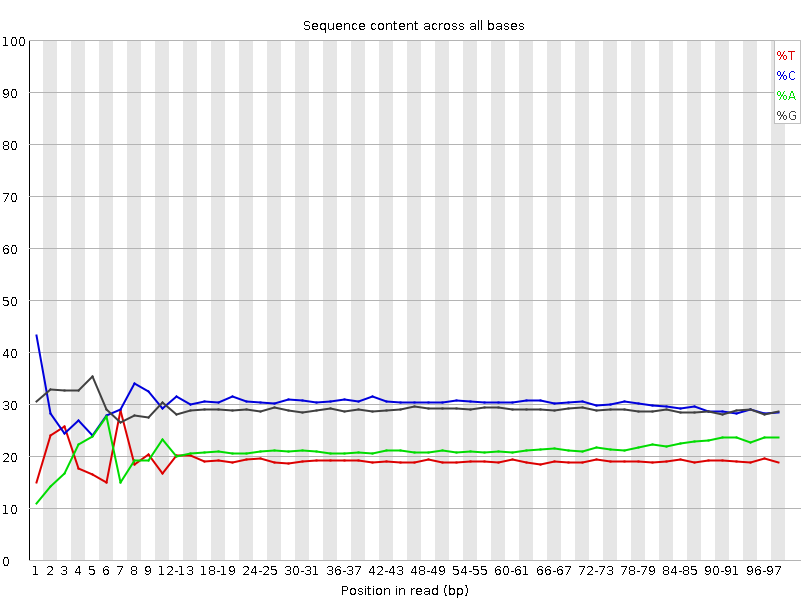 Sequence content across all bases
100
90
80
70
60
50
40
30
20
10
0
%T
%C
%A
%G
1 2 3 4 5 6 7 8 9 12-13 18-19 24-25 30-31 36-37 42-43 48-49 54-55 60-61 66-67 72-73 78-79 84-85 90-91 96-97
Position in read (bp)